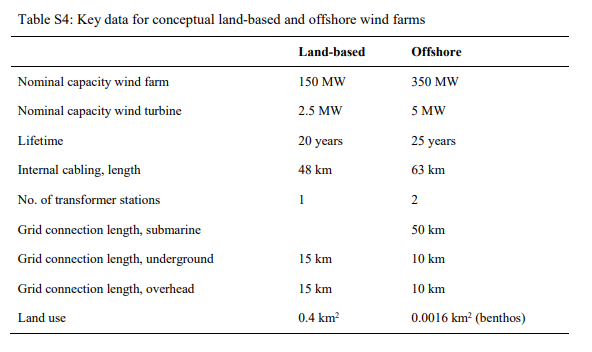 Table S4: Key data for conceptual land-based and offshore wind farms
Land-based Offshore
Nominal capacity wind farm 150 MW 350 MW
Nominal capacity wind turbine 2.5 MW 5 MW
Lifetime 20 years 25 years
Internal cabling, length 48 km 63 km
No. of transformer stations 1 2
Grid connection length, submarine 50 km
Grid connection length, underground 15 km 10 km
Grid connection length, overhead 15 km 10 km
Land use 0.4 km² 0.0016 km² (benthos)